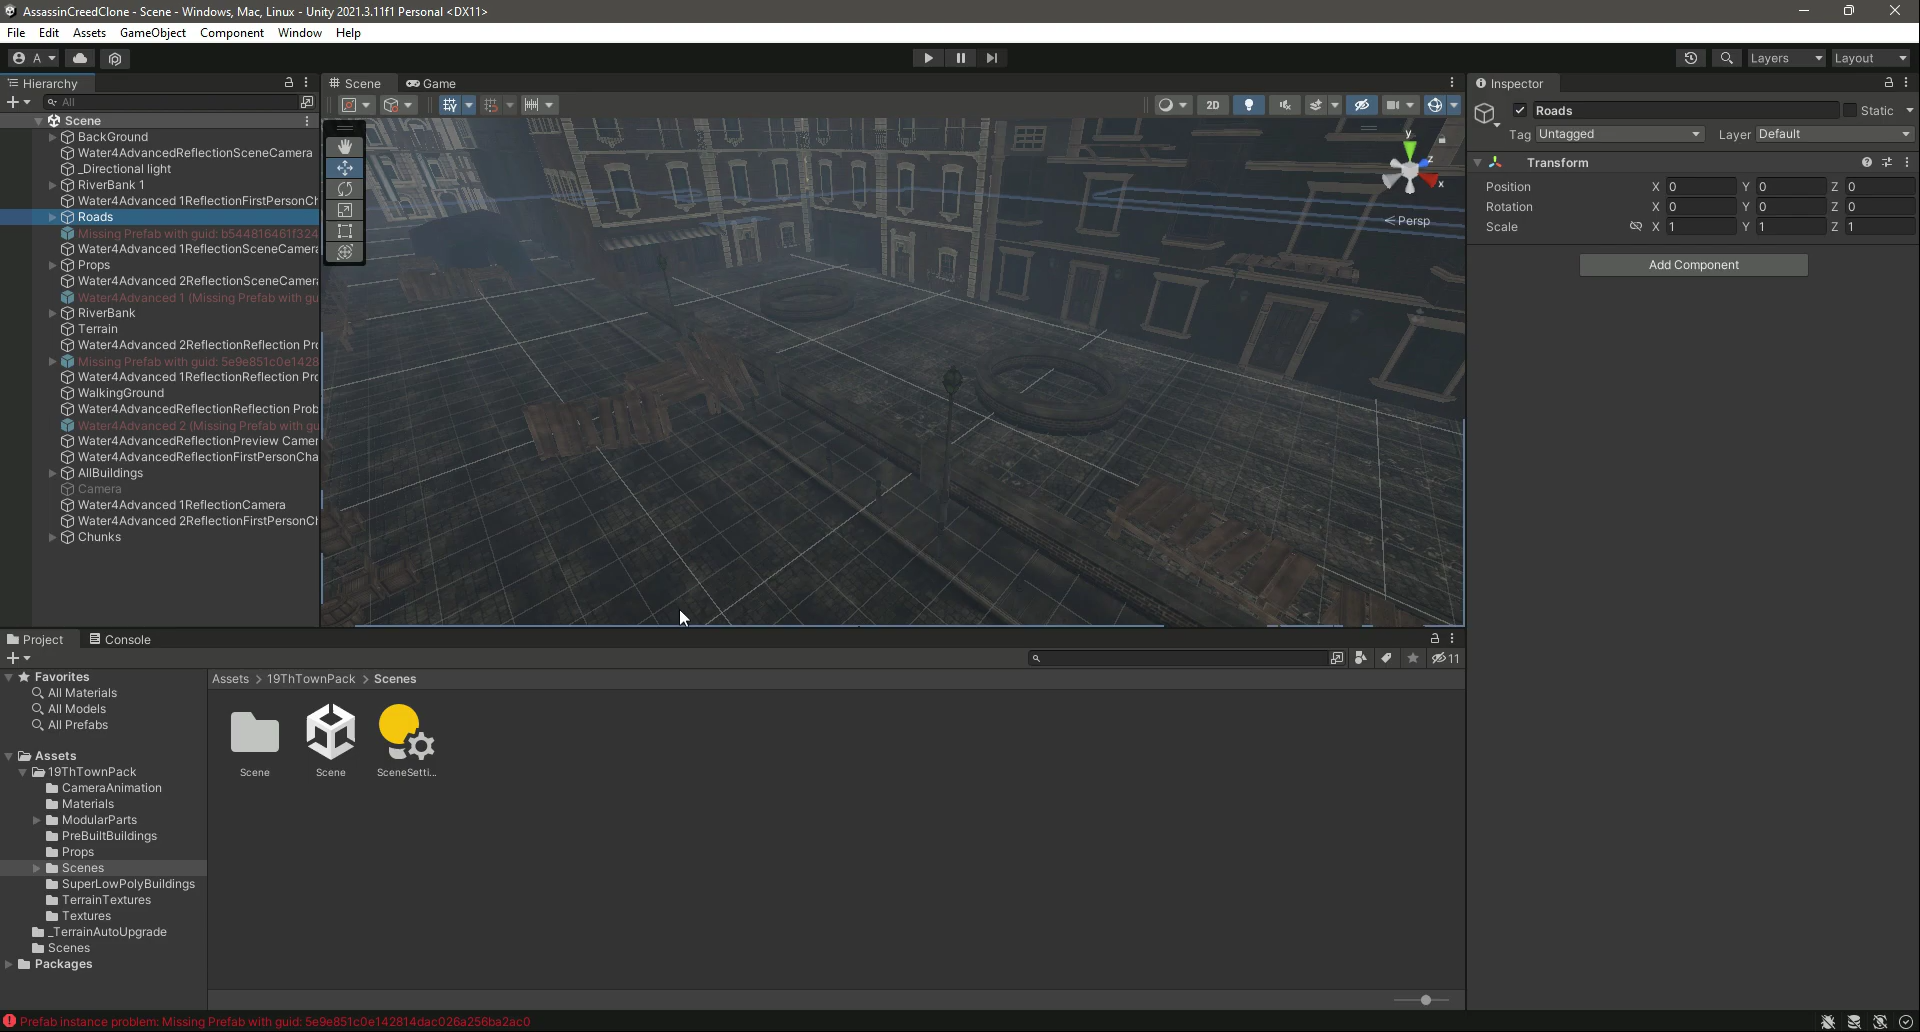 AssassinCreedClone - Scene - Windows, Mac, Linux - Unity 2021.3.11f1 Personal <DX11>
File Edit Assets GameObject Component Window Help
A Layers Layout
Hierarchy
All
Scene
BackGround
Water4AdvancedReflectionSceneCamera
_Directional light
RiverBank 1
Water4Advanced 1ReflectionFirstPersonCh
Roads
Missing Prefab with guid: b544816461f324
Water4Advanced 1ReflectionSceneCamera
Props
Water4Advanced 2ReflectionSceneCamera
Water4Advanced 1 (Missing Prefab with gu
RiverBank
Terrain
Water4Advanced 2ReflectionReflection Pro
Missing Prefab with guid: 5e9e851c0e1428
Water4Advanced 1ReflectionReflection Pro
WalkingGround
Water4AdvancedReflectionReflection Prob
Water4Advanced 2 (Missing Prefab with gu
Water4AdvancedReflectionPreview Camer
Water4AdvancedReflectionFirstPersonCha
AllBuildings
Camera
Water4Advanced 1ReflectionCamera
Water4Advanced 2ReflectionFirstPersonCh
Chunks
Scene Game
2D
y
z
x
Persp
Inspector
Roads Static
Tag Untagged Layer Default
Transform
Position X 0 Y 0 Z 0
Rotation X 0 Y 0 Z 0
Scale X 1 Y 1 Z 1
Add Component
Project Console
11
Favorites
All Materials
All Models
All Prefabs
Assets
19ThTownPack
CameraAnimation
Materials
ModularParts
PreBuiltBuildings
Props
Scenes
SuperLowPolyBuildings
TerrainTextures
Textures
_TerrainAutoUpgrade
Scenes
Packages
Assets > 19ThTownPack > Scenes
Scene Scene SceneSetti...
Prefab instance problem: Missing Prefab with guid: 5e9e851c0e142814dac026a256ba2ac0